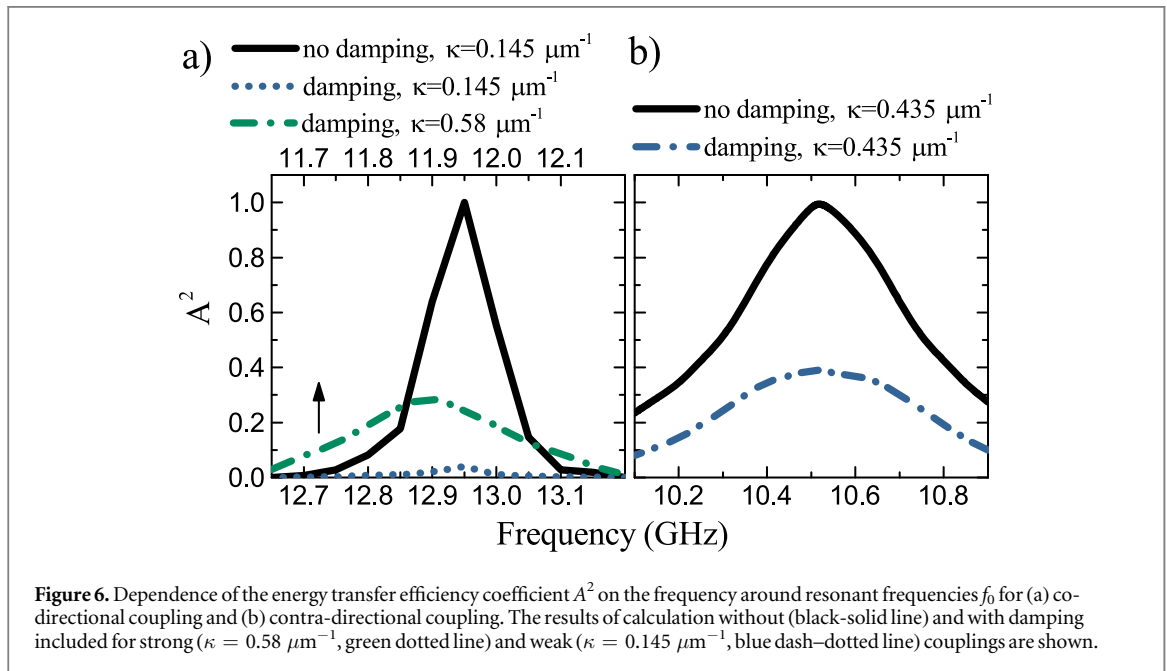 a)
no damping, κ=0.145 μm⁻¹
damping, κ=0.145 μm⁻¹
damping, κ=0.58 μm⁻¹
b)
no damping, κ=0.435 μm⁻¹
damping, κ=0.435 μm⁻¹
11.7 11.8 11.9 12.0 12.1
1.0
0.8
0.6
0.4
0.2
0.0
A²
12.7 12.8 12.9 13.0 13.1
10.2 10.4 10.6 10.8
Frequency (GHz)
Figure 6. Dependence of the energy transfer efficiency coefficient A² on the frequency around resonant frequencies f₀ for (a) co-
directional coupling and (b) contra-directional coupling. The results of calculation without (black-solid line) and with damping
included for strong (κ = 0.58 μm⁻¹, green dotted line) and weak (κ = 0.145 μm⁻¹, blue dash–dotted line) couplings are shown.